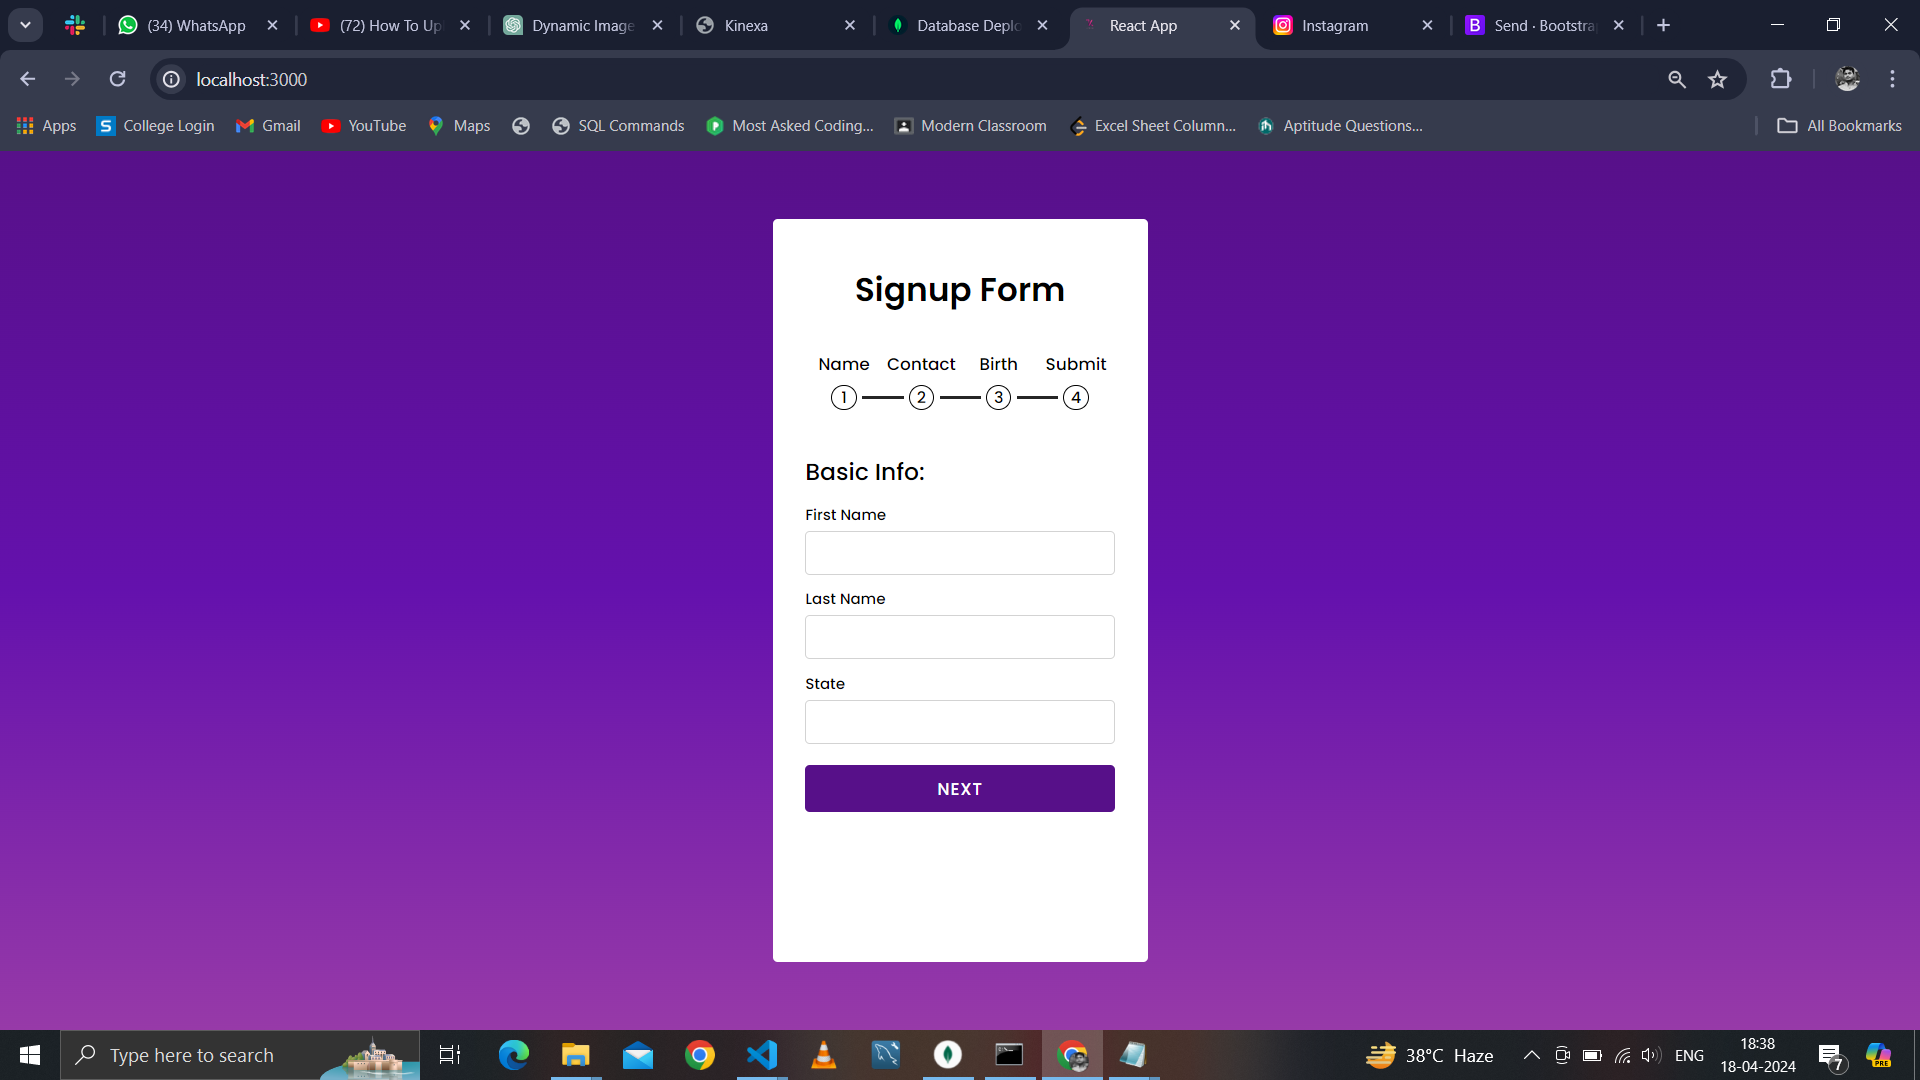 (34) WhatsApp
(72) How To Up
Dynamic Image
Kinexa
Database Deplo
React App
Instagram
B Send · Bootstra
localhost:3000
Apps
S College Login
Gmail
YouTube
Maps
SQL Commands
Most Asked Coding...
Modern Classroom
Excel Sheet Column...
Aptitude Questions...
All Bookmarks
Signup Form
Name Contact Birth Submit
1 2 3 4
Basic Info:
First Name
Last Name
State
NEXT
Type here to search
38°C Haze
ENG
18:38
18-04-2024
7
PRE